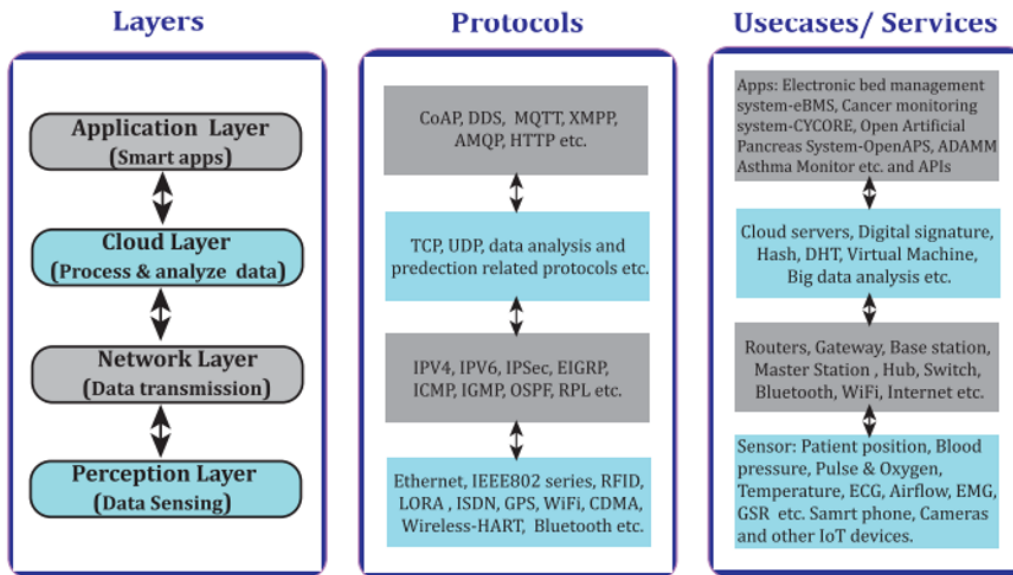 Layers
Application Layer
(Smart apps)
Cloud Layer
(Process & analyze data)
Network Layer
(Data transmission)
Perception Layer
(Data Sensing)
Protocols
CoAP, DDS, MQTT, XMPP,
AMQP, HTTP etc.
TCP, UDP, data analysis and
predection related protocols etc.
IPV4, IPV6, IPSec, EIGRP,
ICMP, IGMP, OSPF, RPL etc.
Ethernet, IEEE802 series, RFID,
LORA , ISDN, GPS, WiFi, CDMA,
Wireless-HART, Bluetooth etc.
Usecases/ Services
Apps: Electronic bed management
system-eBMS, Cancer monitoring
system-CYCORE, Open Artificial
Pancreas System-OpenAPS, ADAMM
Asthma Monitor etc. and APIs
Cloud servers, Digital signature,
Hash, DHT, Virtual Machine,
Big data analysis etc.
Routers, Gateway, Base station,
Master Station , Hub, Switch,
Bluetooth, WiFi, Internet etc.
Sensor: Patient position, Blood
pressure, Pulse & Oxygen,
Temperature, ECG, Airflow, EMG,
GSR etc. Samrt phone, Cameras
and other IoT devices.